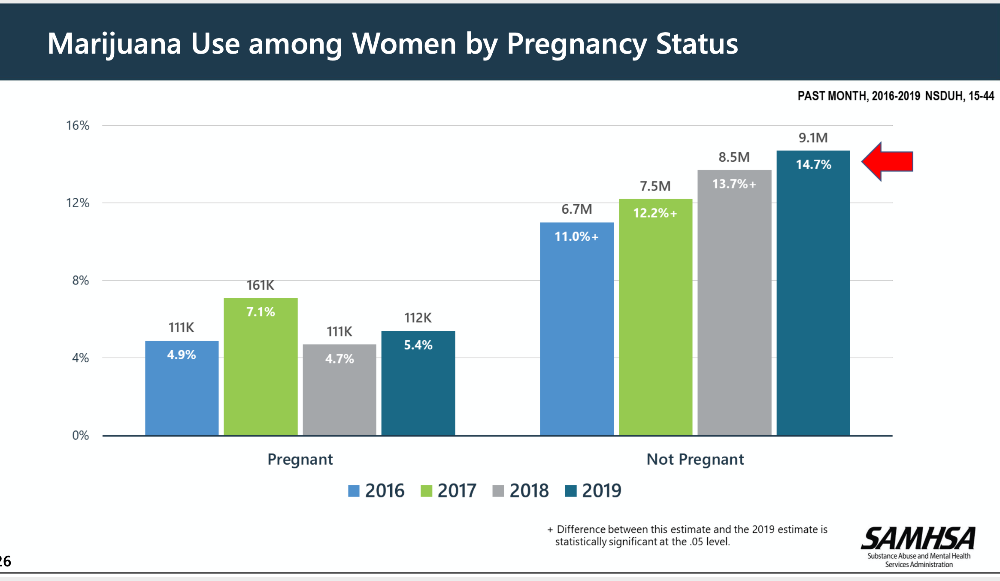 Marijuana Use among Women by Pregnancy Status
PAST MONTH, 2016-2019 NSDUH, 15-44
16%
12%
8%
4%
0%
111K
4.9%
161K
7.1%
111K
4.7%
112K
5.4%
6.7M
11.0%+
7.5M
12.2%+
8.5M
13.7%+
9.1M
14.7%
Pregnant
Not Pregnant
2016 2017 2018 2019
+ Difference between this estimate and the 2019 estimate is
statistically significant at the .05 level.
SAMHSA
Substance Abuse and Mental Health
Services Administration
26